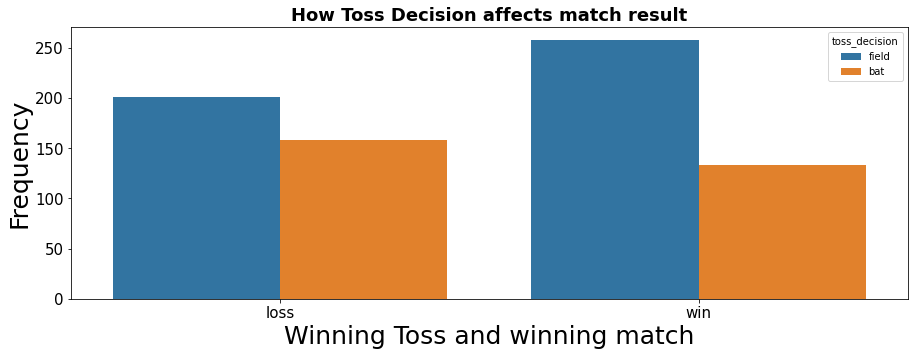 How Toss Decision affects match result
Frequency
250
200
150
100
50
0
toss_decision
field
bat
loss
win
Winning Toss and winning match